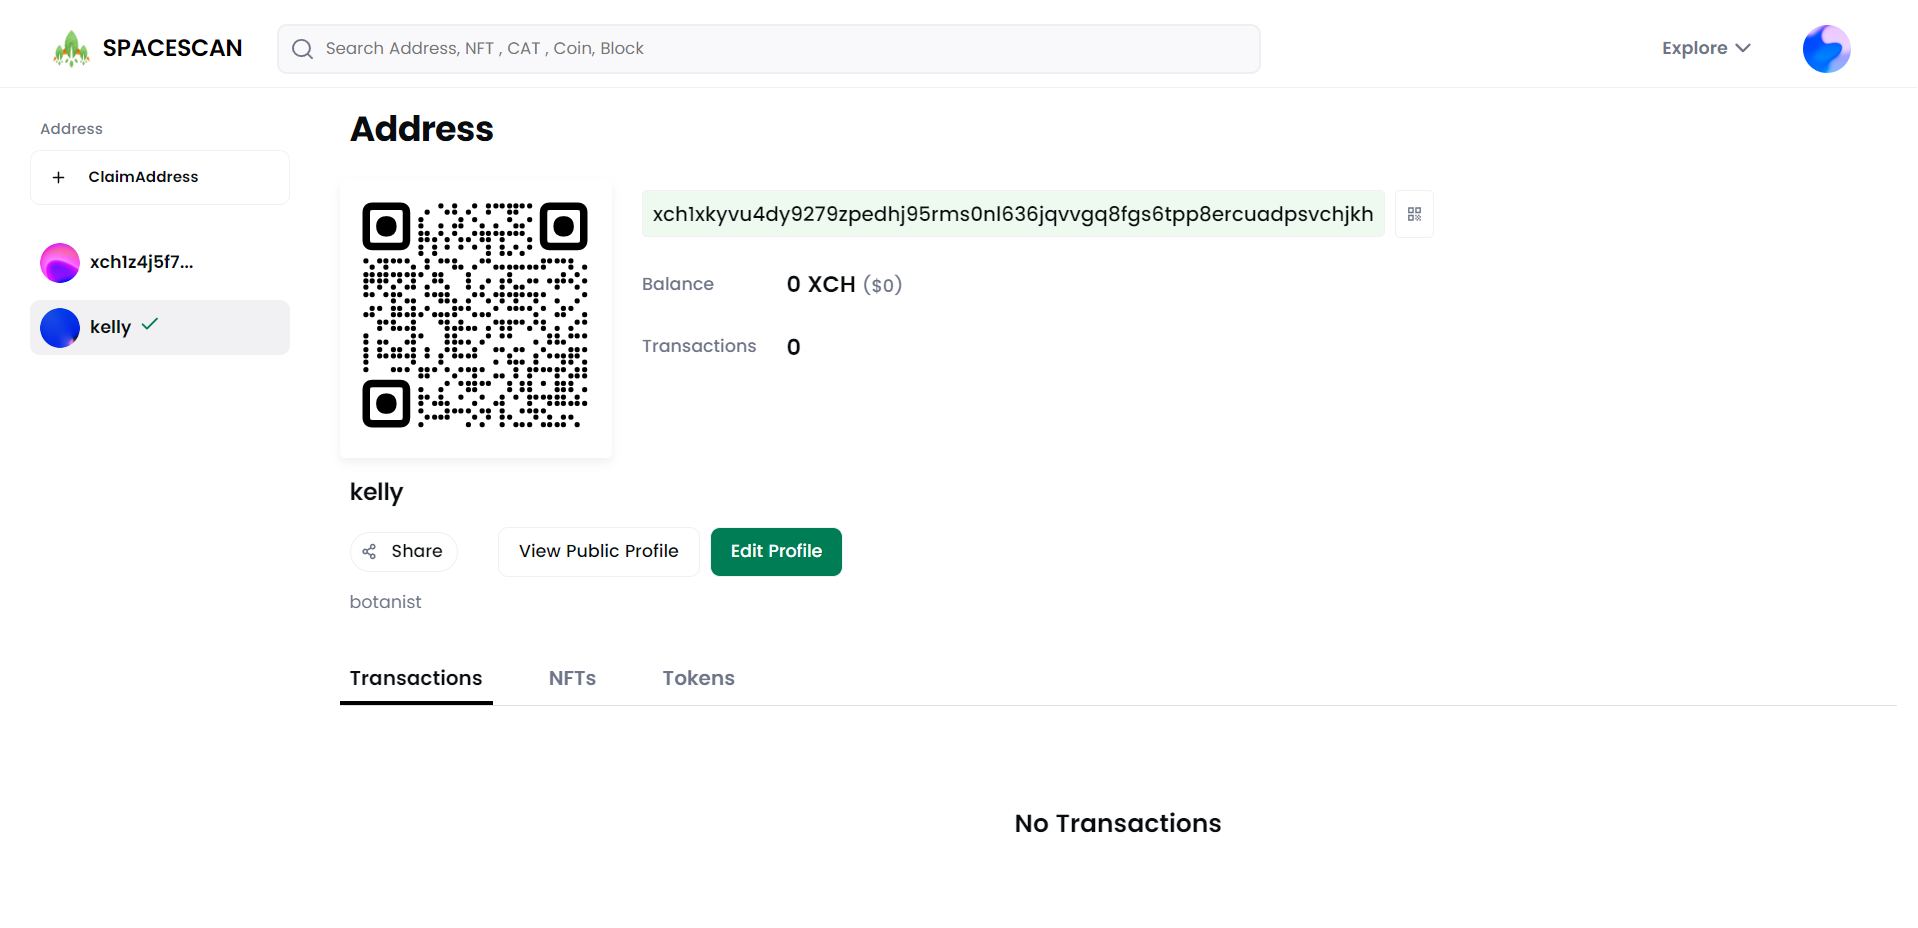 SPACESCAN
Search Address, NFT , CAT , Coin, Block
Explore
Address
ClaimAddress
xch1z4j5f7...
kelly
Address
xch1xkyvu4dy9279zpedhj95rms0nl636jqvvgq8fgs6tpp8ercuadpsvchjkh
Balance 0 XCH ($0)
Transactions 0
kelly
Share View Public Profile Edit Profile
botanist
Transactions NFTs Tokens
No Transactions